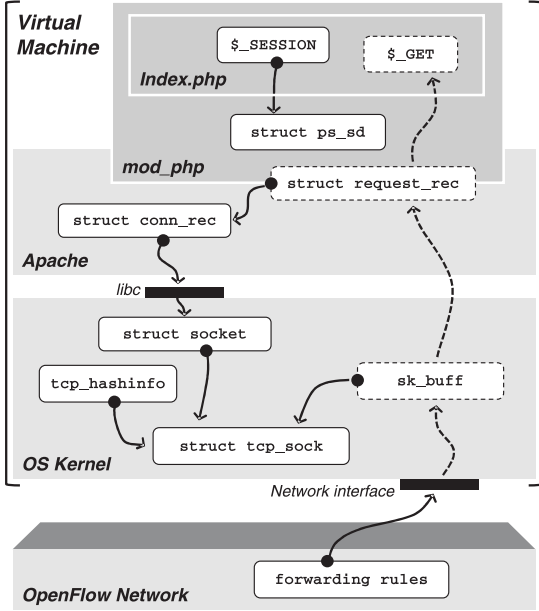 Virtual
Machine
$_SESSION
$_GET
Index.php
struct ps_sd
mod_php
struct request_rec
struct conn_rec
Apache
libc
struct socket
tcp_hashinfo
sk_buff
struct tcp_sock
OS Kernel
Network interface
forwarding rules
OpenFlow Network